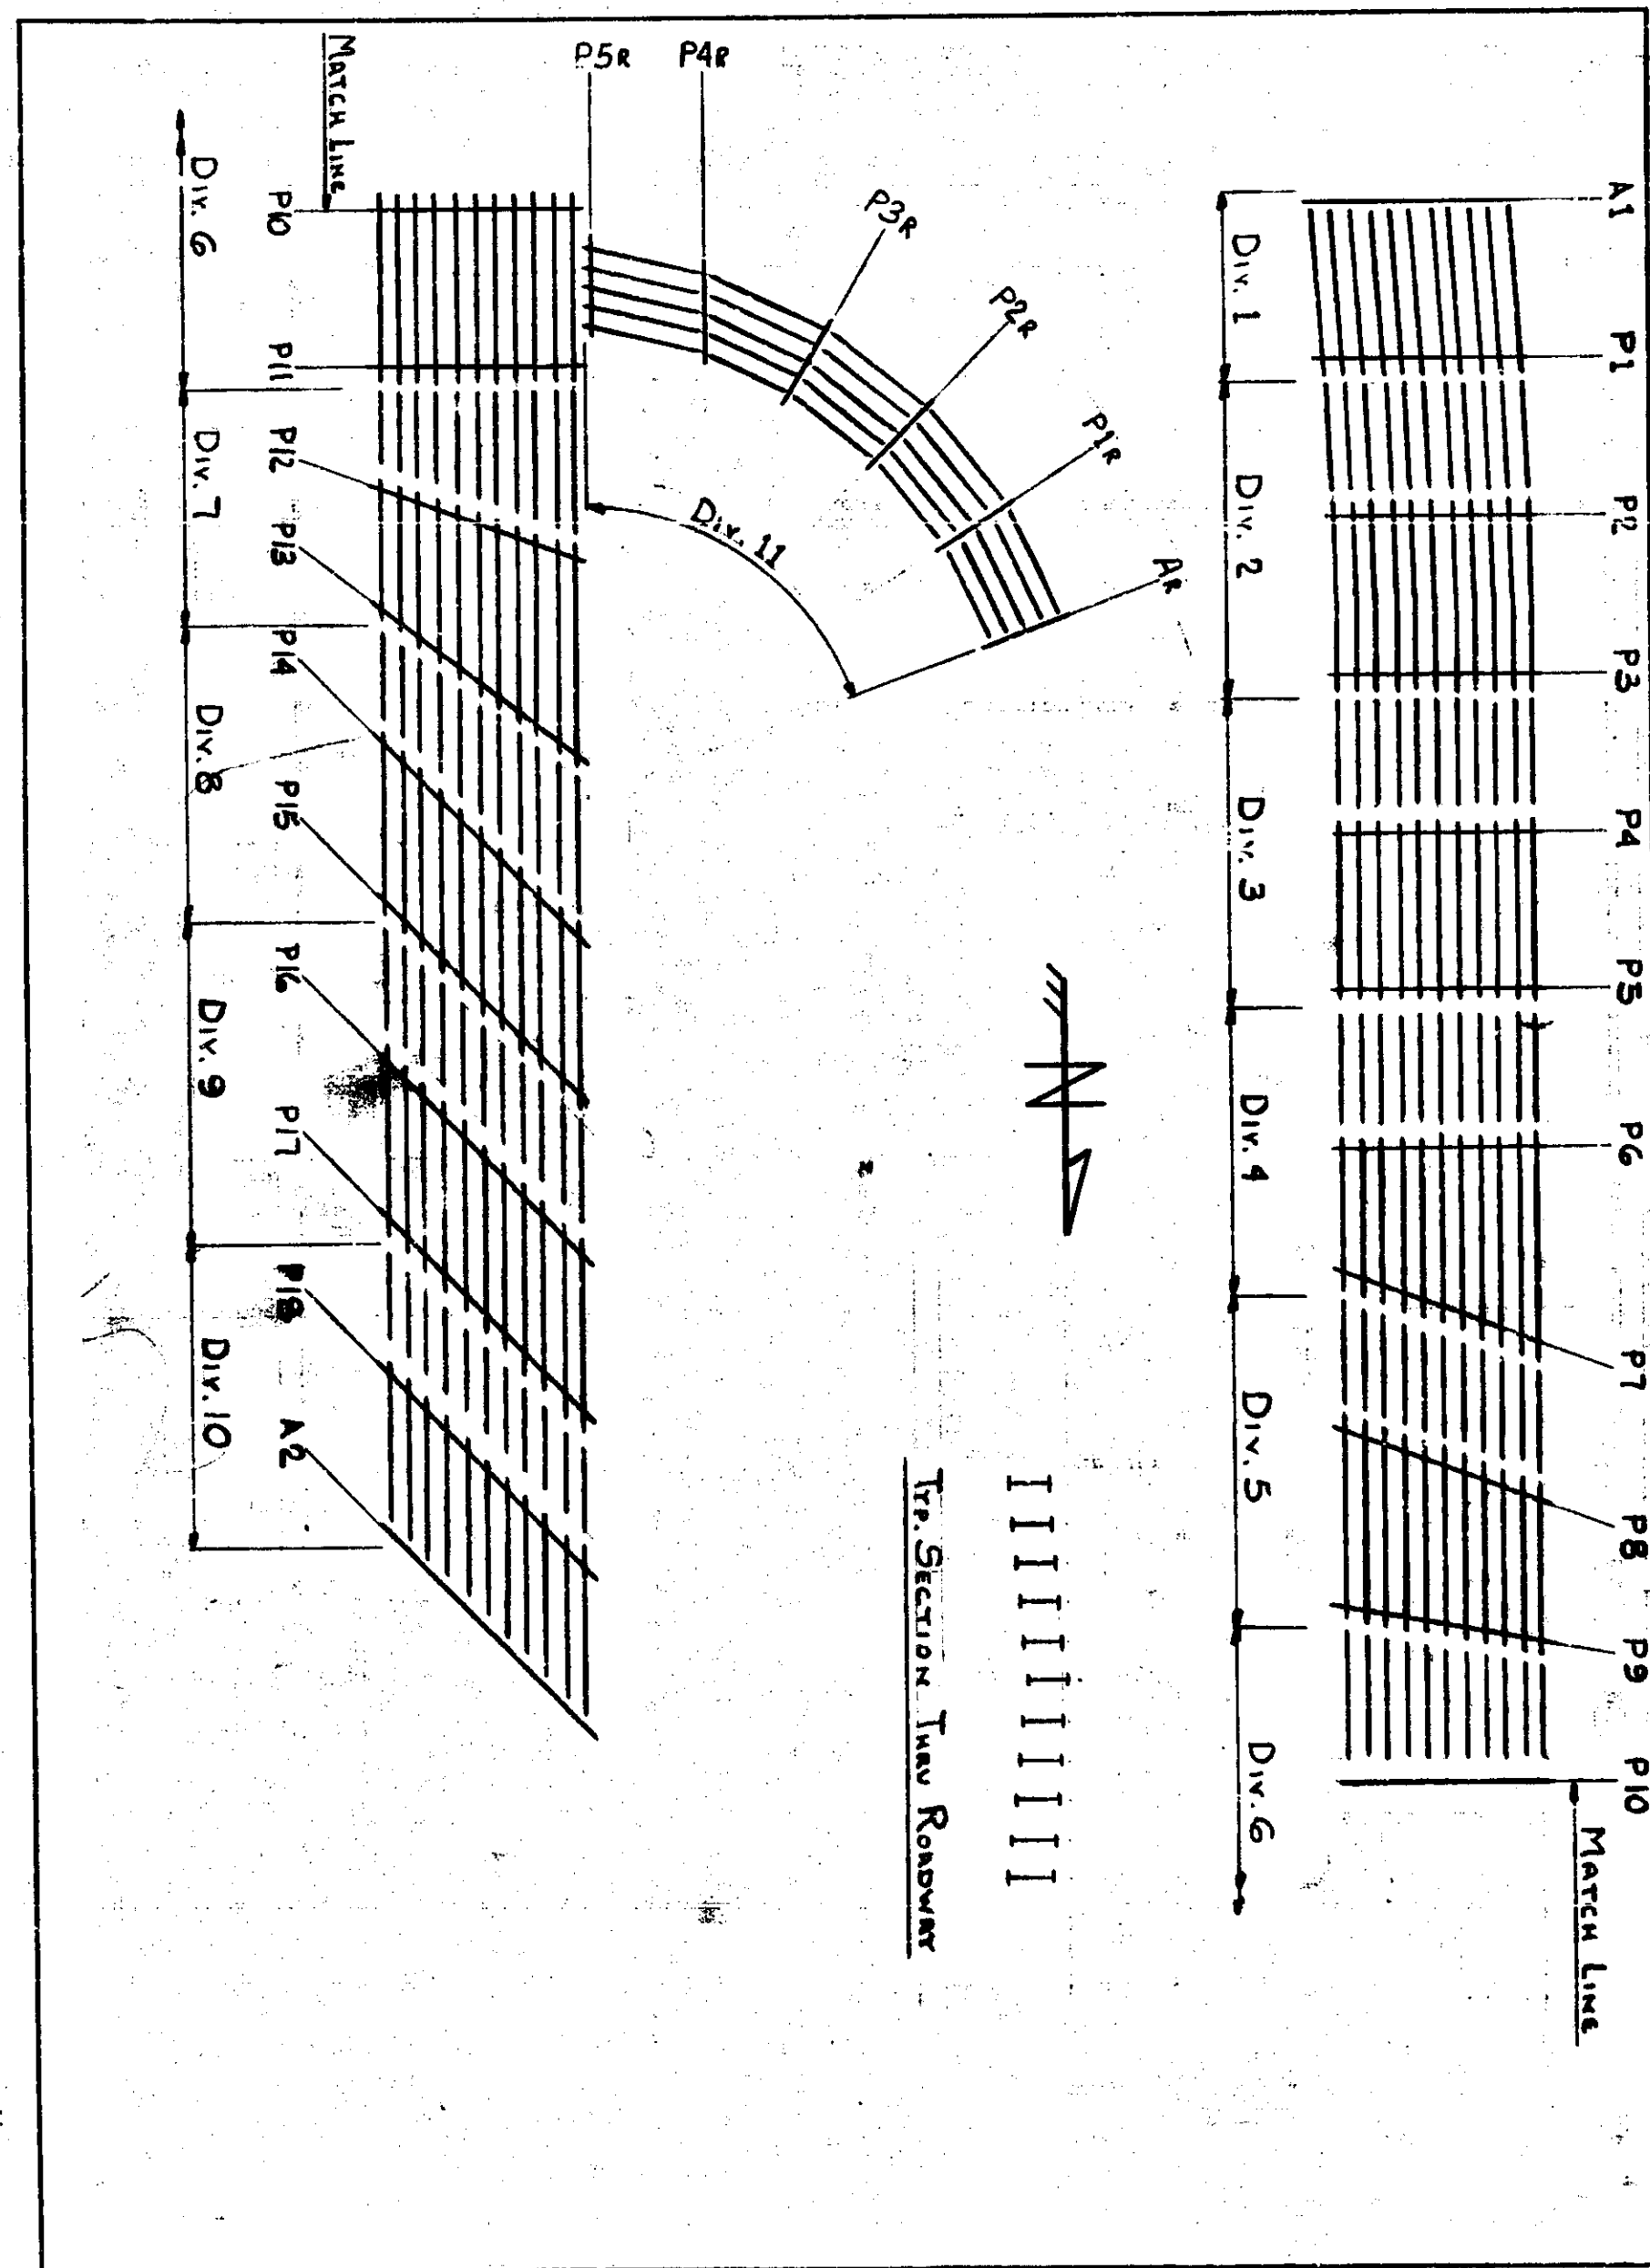 A1
P1
P2
P3
P4
P5
P6
P7
P8
P9
P10
MATCH LINE
DIV. 1
DIV. 2
DIV. 3
DIV. 4
DIV. 5
DIV. 6
N
TYP. SECTION THRU ROADWAY
P5R
P4R
P3R
P2R
P1R
AR
DIV. 11
MATCH LINE
P10
P11
P12
P13
P14
P15
P16
P17
P18
A2
DIV. 6
DIV. 7
DIV. 8
DIV. 9
DIV. 10